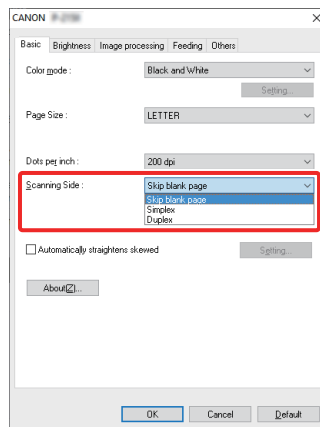 CANON
Basic Brightness Image processing Feeding Others
Color mode : Black and White
Setting...
Page Size : LETTER
Dots per inch : 200 dpi
Scanning Side : Skip blank page
Skip blank page
Simplex
Duplex
Automatically straightens skewed Setting...
About(Z)...
OK Cancel Default